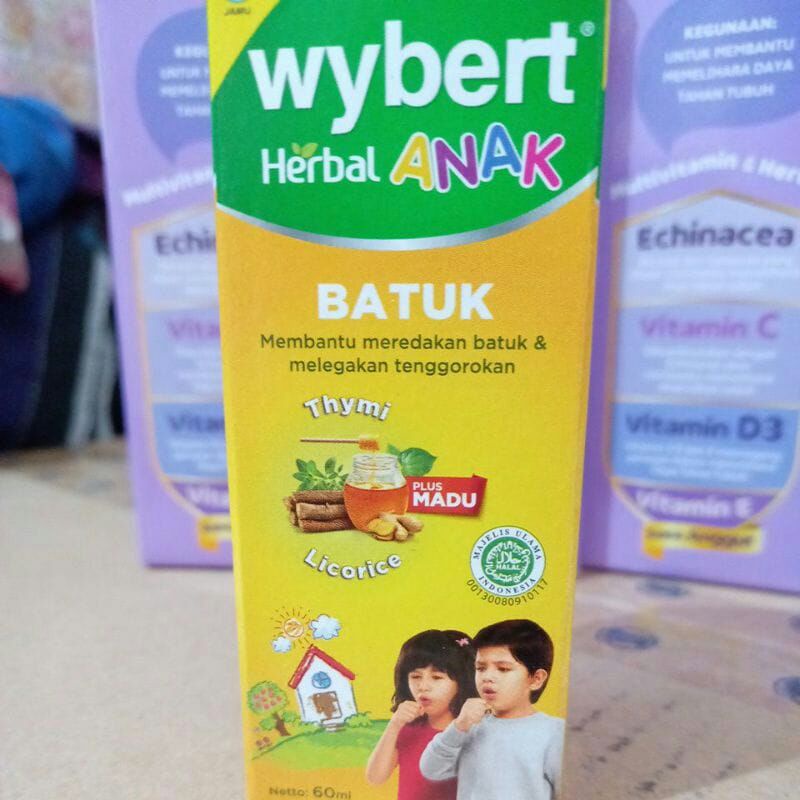 JAMU
wybert®
Herbal ANAK
BATUK
Membantu meredakan batuk &
melegakan tenggorokan
Thymi
PLUS
MADU
Licorice
MAJELIS ULAMA
HALAL
INDONESIA
00130080910117
Netto: 60ml
KEGUNAAN:
UNTUK MEMBANTU
MEMELIHARA DAYA
TAHAN TUBUH
Multivitamin & Her
Echinacea
Vitamin C
Vitamin D3
Vitamin E